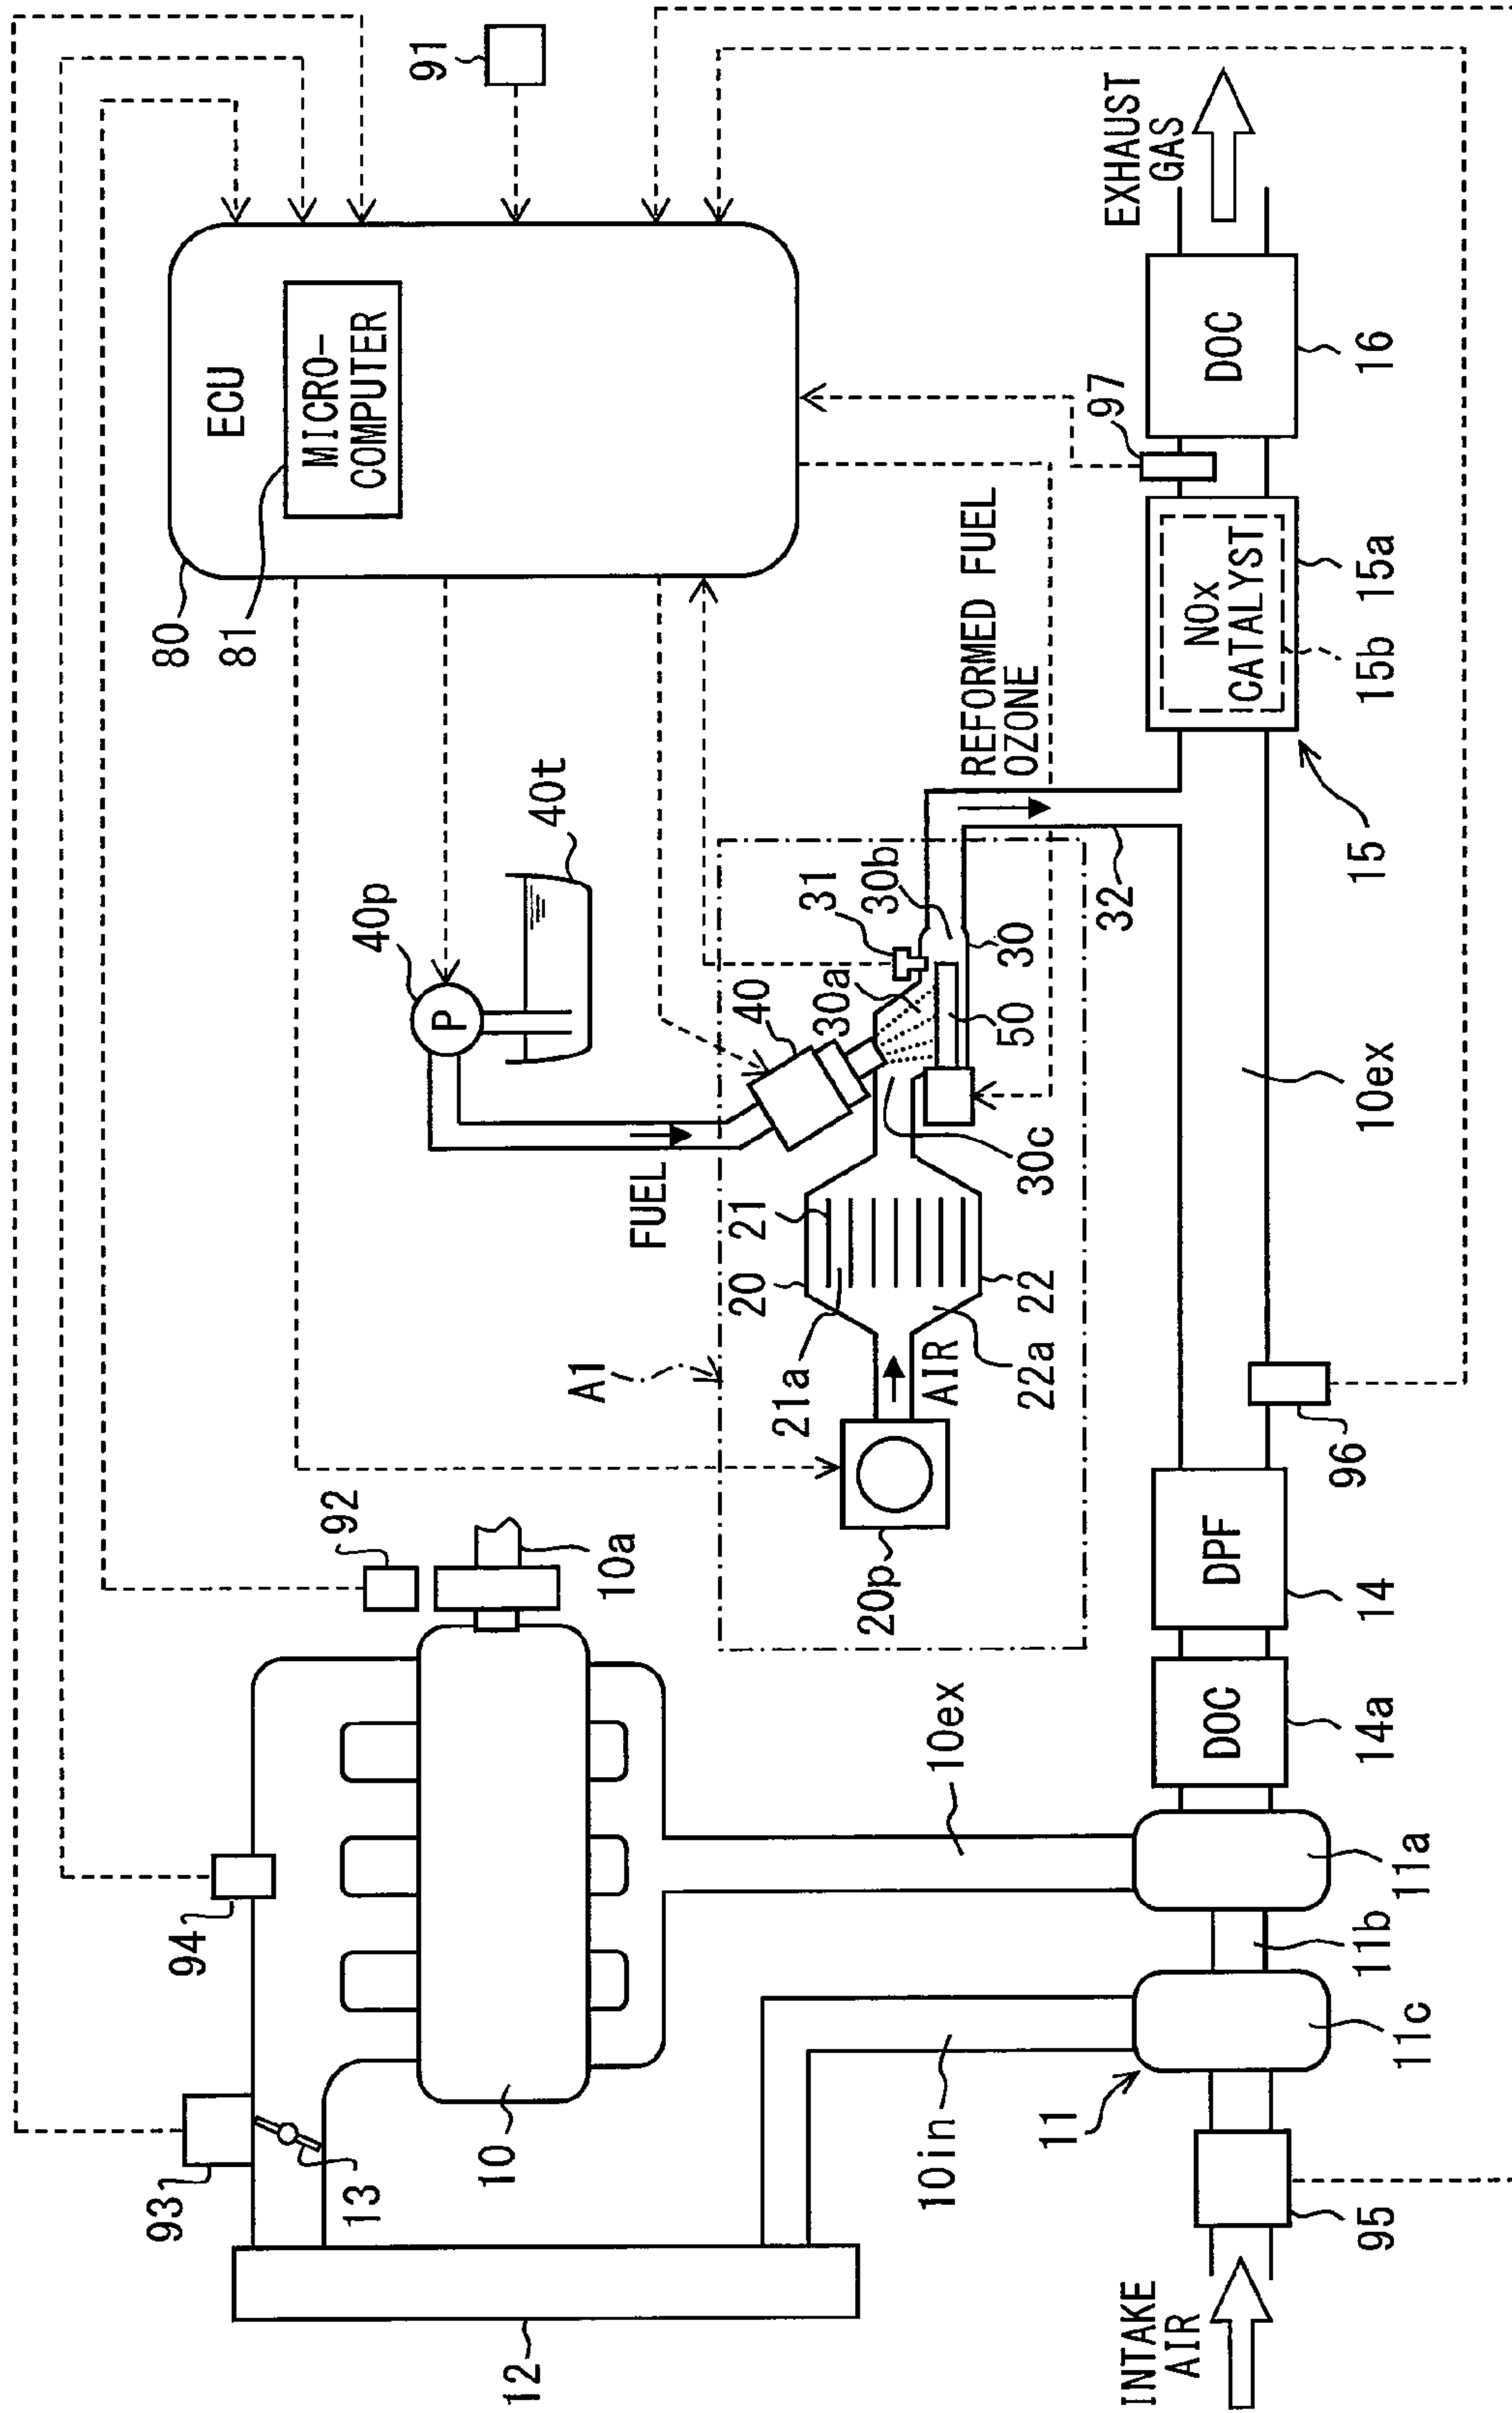 91
ECU
MICRO-
COMPUTER
80
81
40p
P
40t
FUEL
40
30a
31
30b
30
50
30c
REFORMED FUEL
OZONE
32
A1
20
21
21a
22
22a
AIR
20p
92
10a
94
93
13
10
12
10in
10ex
11
INTAKE
AIR
95
11c
11b
11a
DOC
14a
DPF
14
96
10ex
15
NOx
CATALYST
15b
15a
97
DOC
16
EXHAUST
GAS